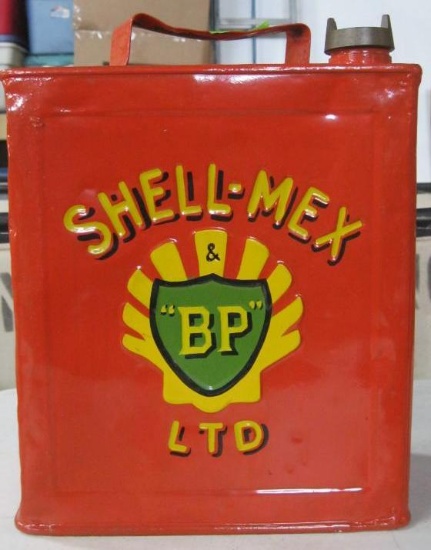 SHELL-MEX
&
"BP"
LTD